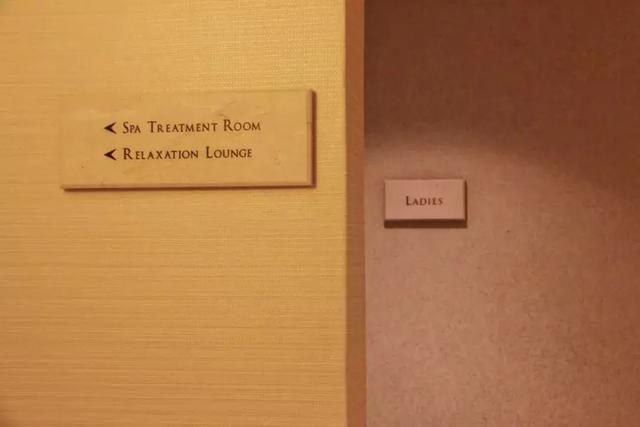 Spa Treatment Room
Relaxation Lounge
Ladies